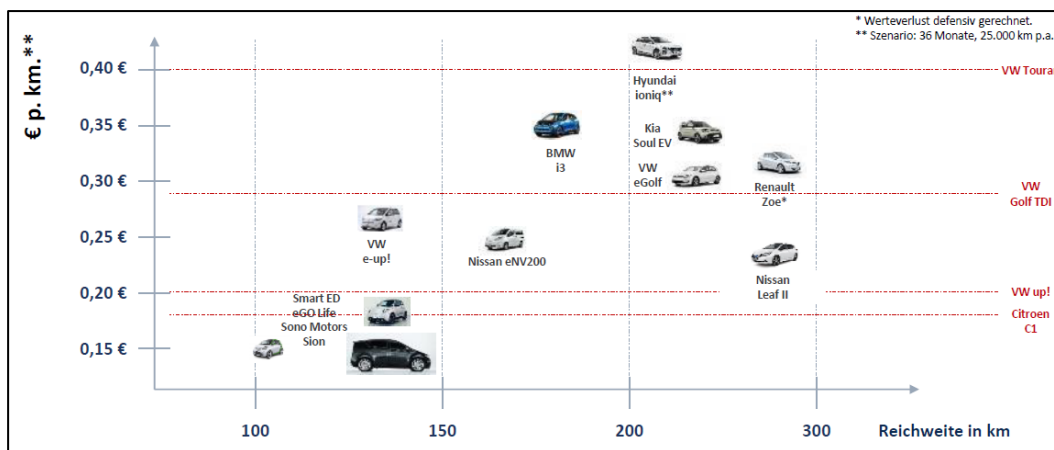 * Werteverlust defensiv gerechnet.
** Szenario: 36 Monate, 25.000 km p.a.
€ p. km.**
0,40 €
VW Toura
Hyundai
ioniq**
0,35 €
Kia
Soul EV
BMW
i3
0,30 €
VW
eGolf
Renault
Zoe*
VW
Golf TDI
0,25 €
VW
e-up!
Nissan eNV200
Nissan
Leaf II
0,20 €
VW up!
Smart ED
eGO Life
Sono Motors
Sion
Citroen
C1
0,15 €
100
150
200
300
Reichweite in km